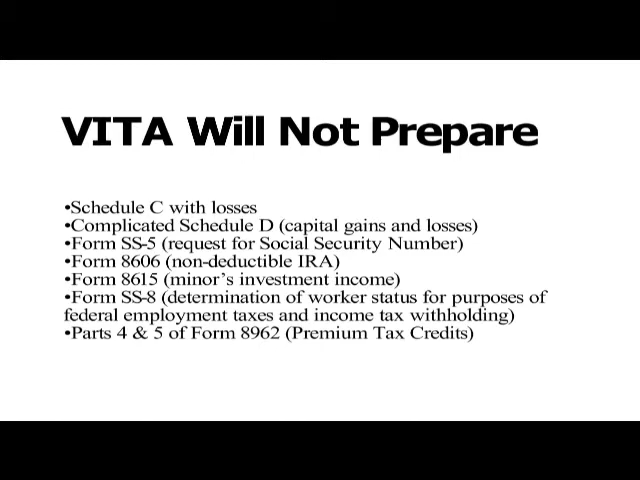 VITA Will Not Prepare
•Schedule C with losses
•Complicated Schedule D (capital gains and losses)
•Form SS-5 (request for Social Security Number)
•Form 8606 (non-deductible IRA)
•Form 8615 (minor’s investment income)
•Form SS-8 (determination of worker status for purposes of
federal employment taxes and income tax withholding)
•Parts 4 & 5 of Form 8962 (Premium Tax Credits)